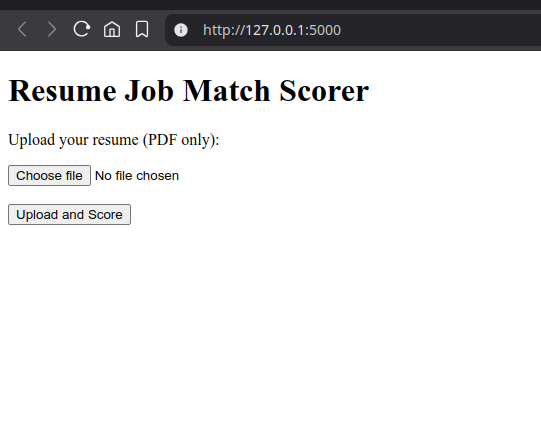 http://127.0.0.1:5000
Resume Job Match Scorer
Upload your resume (PDF only):
Choose file No file chosen
Upload and Score